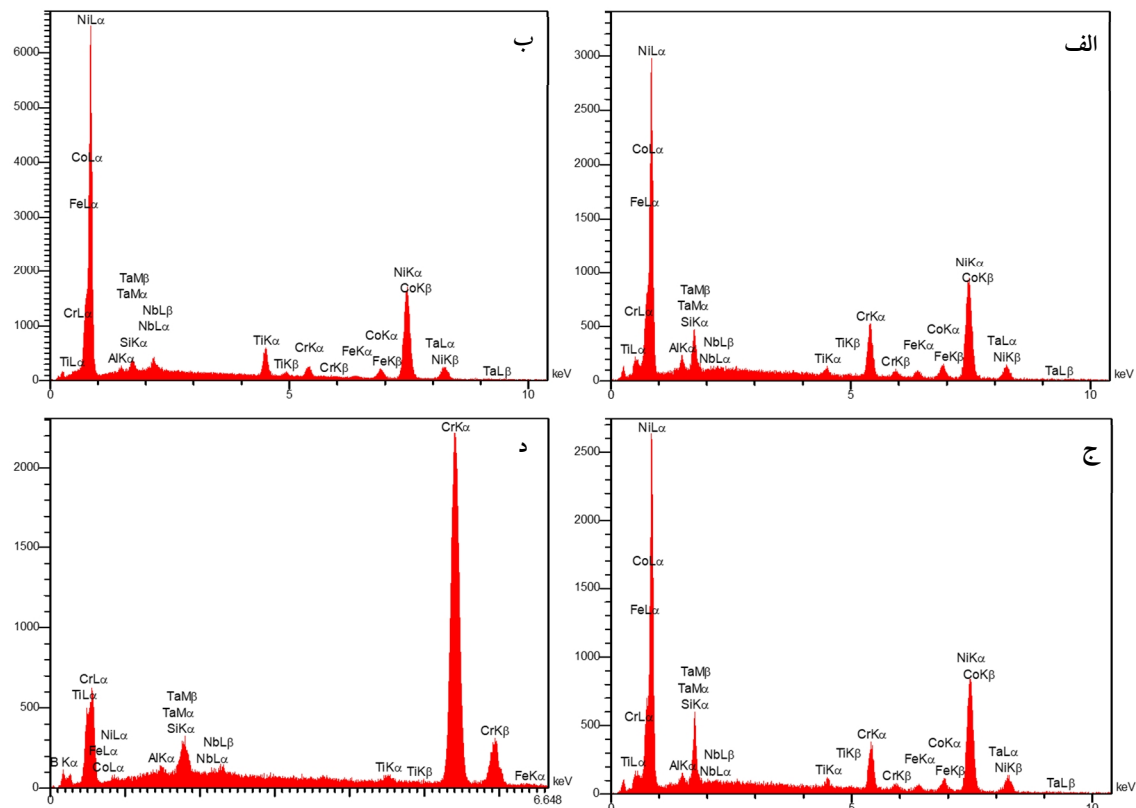 ب
NiLα
6000
5000
CoLα
4000
FeLα
3000
2000
TaMβ
TaMα
NiKα
CoKβ
CrLα
NbLβ
1000
SiKα
NbLα
TiKα
CrKα
CoKα
TaLα
TiLα
AlKα
TiKβ
CrKβ
FeKα
FeKβ
NiKβ
TaLβ
0
keV
0
5
10
الف
NiLα
3000
2500
CoLα
2000
FeLα
1500
1000
NiKα
CoKβ
TaMβ
TaMα
CrLα
SiKα
CrKα
500
TiLα
AlKα
NbLβ
NbLα
TiKα
TiKβ
CrKβ
FeKα
CoKα
FeKβ
TaLα
NiKβ
TaLβ
0
keV
0
5
10
د
CrKα
2000
1500
1000
CrLα
TiLα
TaMβ
500
TaMα
SiKα
NiLα
FeLα
CoLα
B Kα
AlKα
NbLβ
NbLα
TiKα
TiKβ
CrKβ
FeKα
0
keV
0
6.648
ج
NiLα
2500
2000
CoLα
1500
FeLα
1000
NiKα
CoKβ
TaMβ
TaMα
SiKα
CrLα
500
CrKα
TiLα
AlKα
NbLβ
NbLα
TiKα
TiKβ
CrKβ
FeKα
CoKα
FeKβ
TaLα
NiKβ
TaLβ
0
keV
0
5
10